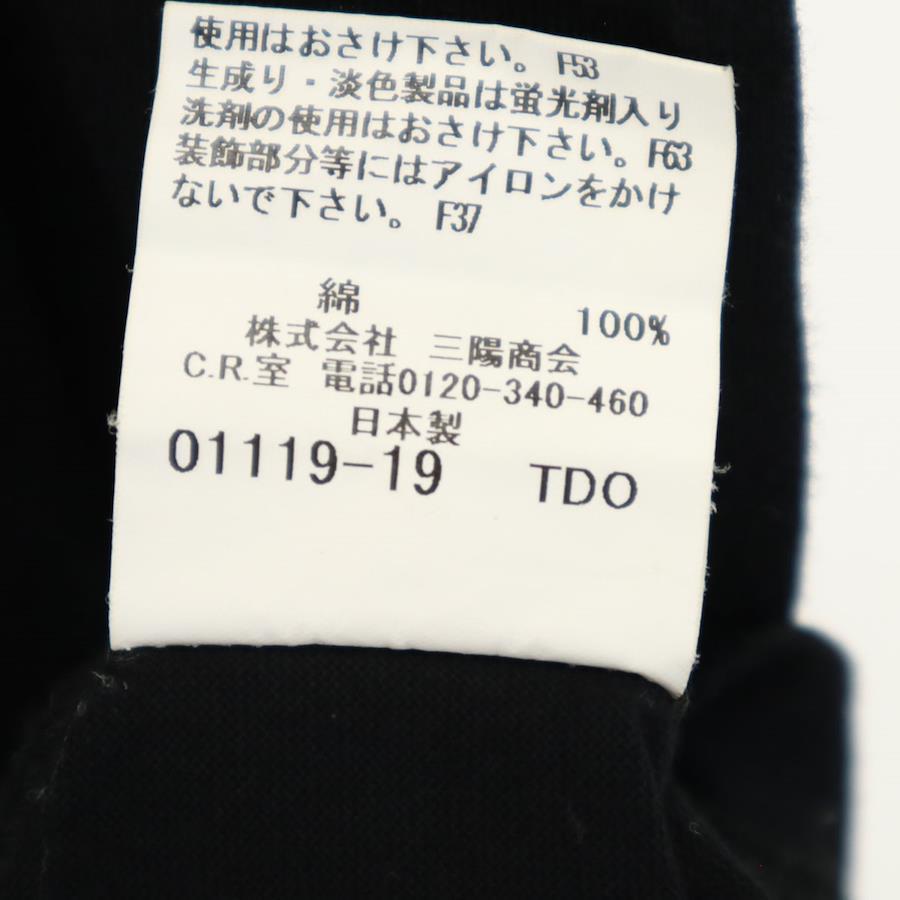 使用はおさけ下さい。 F53
生成り・淡色製品は蛍光剤入り
洗剤の使用はおさけ下さい。F63
装飾部分等にはアイロンをかけ
ないで下さい。 F37
綿 100%
株式会社 三陽商会
C.R.室 電話0120-340-460
日本製
01119-19 TDO